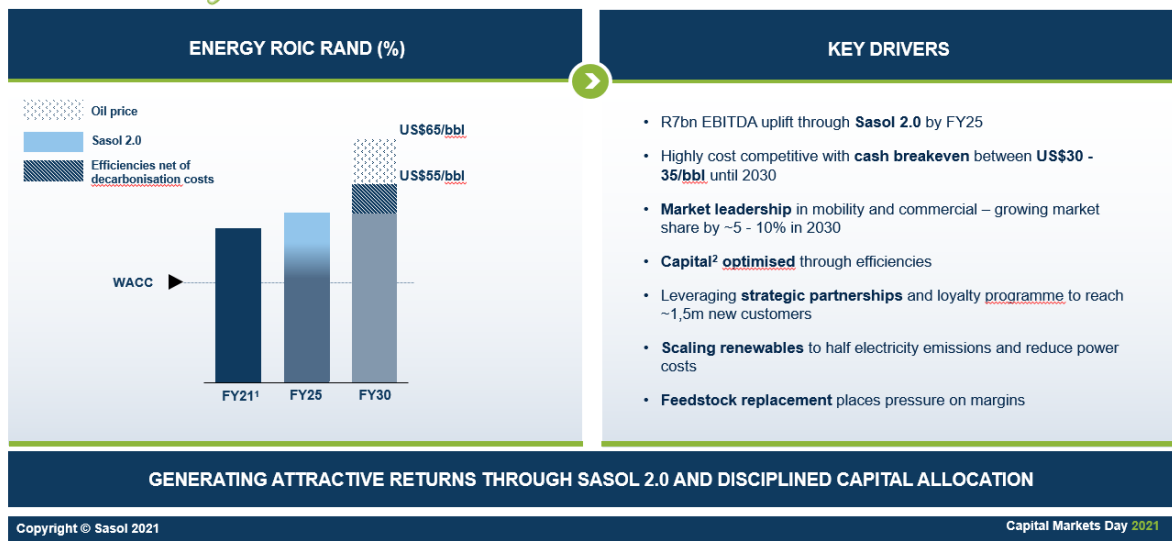 ENERGY ROIC RAND (%)
Oil price
Sasol 2.0
Efficiencies net of
decarbonisation costs
US$65/bbl
US$55/bbl
WACC
FY21¹
FY25
FY30
KEY DRIVERS
• R7bn EBITDA uplift through Sasol 2.0 by FY25
• Highly cost competitive with cash breakeven between US$30 -
35/bbl until 2030
• Market leadership in mobility and commercial – growing market
share by ~5 - 10% in 2030
• Capital² optimised through efficiencies
• Leveraging strategic partnerships and loyalty programme to reach
~1,5m new customers
• Scaling renewables to half electricity emissions and reduce power
costs
• Feedstock replacement places pressure on margins
GENERATING ATTRACTIVE RETURNS THROUGH SASOL 2.0 AND DISCIPLINED CAPITAL ALLOCATION
Copyright © Sasol 2021
Capital Markets Day 2021